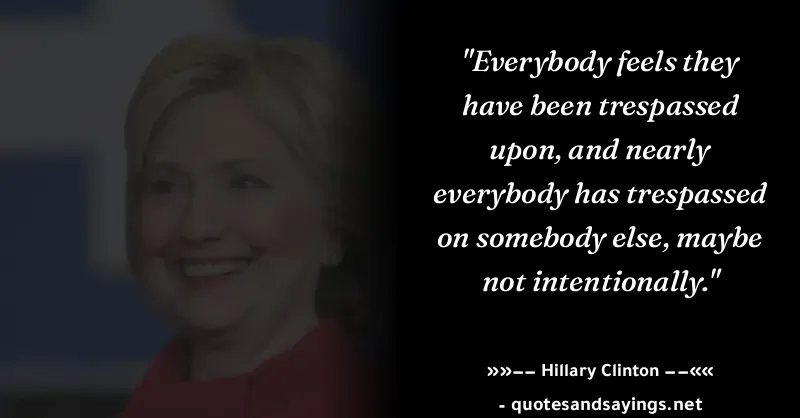 "Everybody feels they
have been trespassed
upon, and nearly
everybody has trespassed
on somebody else, maybe
not intentionally."
»»–– Hillary Clinton ––««
- quotesandsayings.net